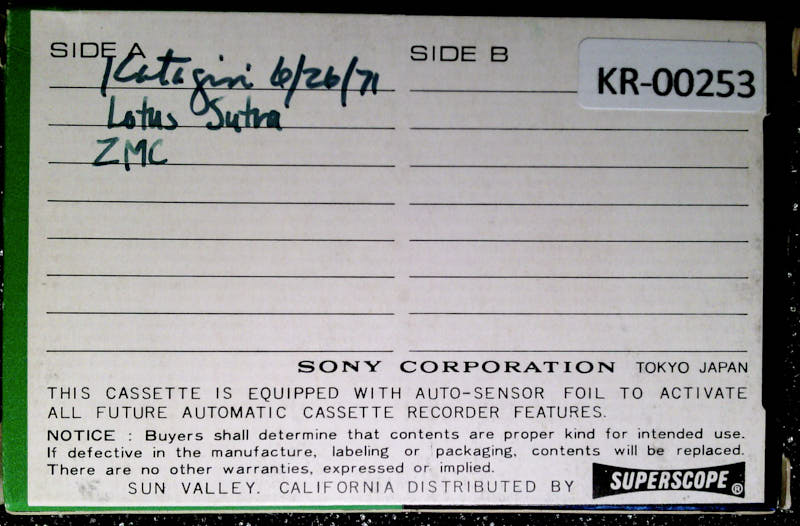 SIDE A
SIDE B
KR-00253
Katagiri 6/26/71
Lotus Sutra
ZMC
SONY CORPORATION TOKYO JAPAN
THIS CASSETTE IS EQUIPPED WITH AUTO-SENSOR FOIL TO ACTIVATE
ALL FUTURE AUTOMATIC CASSETTE RECORDER FEATURES.
NOTICE : Buyers shall determine that contents are proper kind for intended use.
If defective in the manufacture, labeling or packaging, contents will be replaced.
There are no other warranties, expressed or implied.
SUN VALLEY. CALIFORNIA DISTRIBUTED BY SUPERSCOPE®